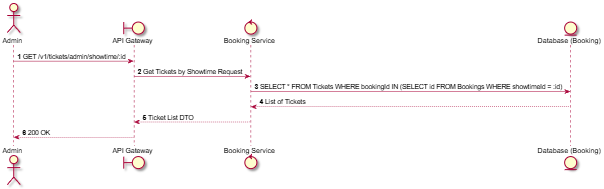 Admin
API Gateway
Booking Service
Database (Booking)
1 GET /v1/tickets/admin/showtime/:id
2 Get Tickets by Showtime Request
3 SELECT * FROM Tickets WHERE bookingId IN (SELECT id FROM Bookings WHERE showtimeId = :id)
4 List of Tickets
5 Ticket List DTO
6 200 OK
Admin
API Gateway
Booking Service
Database (Booking)